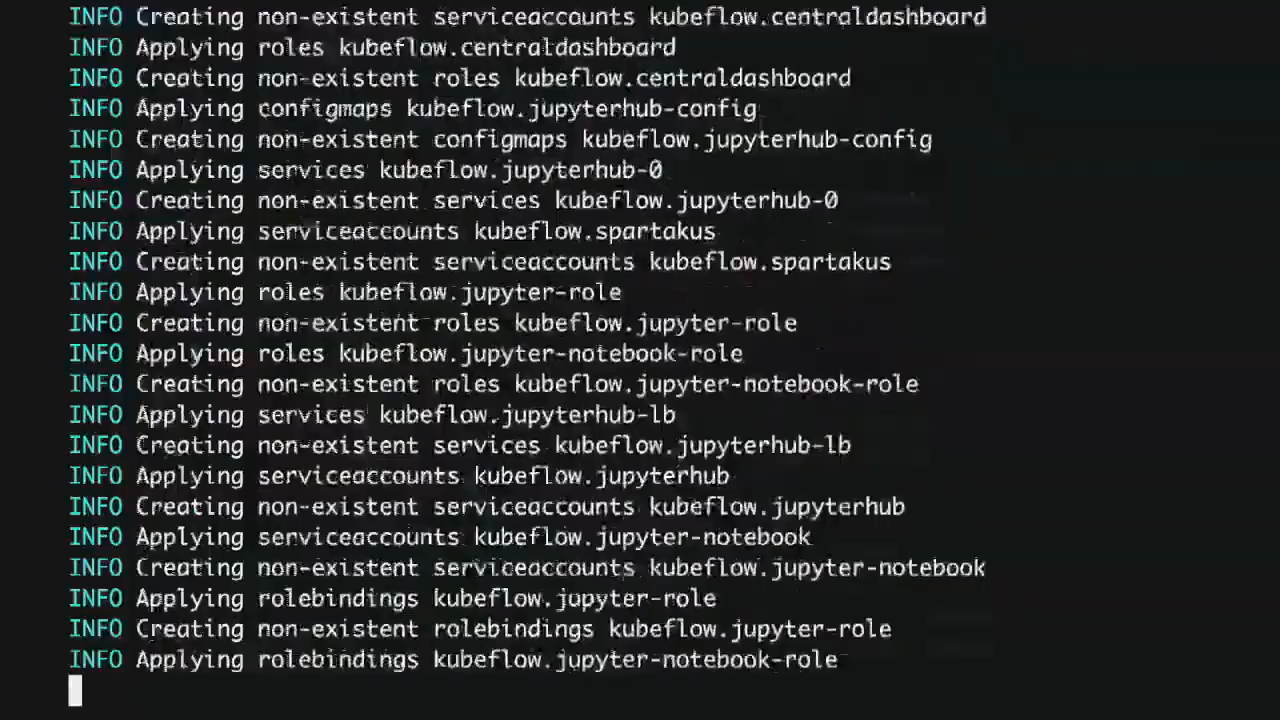 INFO Creating non-existent serviceaccounts kubeflow.centraldashboard
INFO Applying roles kubeflow.centraldashboard
INFO Creating non-existent roles kubeflow.centraldashboard
INFO Applying configmaps kubeflow.jupyterhub-config
INFO Creating non-existent configmaps kubeflow.jupyterhub-config
INFO Applying services kubeflow.jupyterhub-0
INFO Creating non-existent services kubeflow.jupyterhub-0
INFO Applying serviceaccounts kubeflow.spartakus
INFO Creating non-existent serviceaccounts kubeflow.spartakus
INFO Applying roles kubeflow.jupyter-role
INFO Creating non-existent roles kubeflow.jupyter-role
INFO Applying roles kubeflow.jupyter-notebook-role
INFO Creating non-existent roles kubeflow.jupyter-notebook-role
INFO Applying services kubeflow.jupyterhub-lb
INFO Creating non-existent services kubeflow.jupyterhub-lb
INFO Applying serviceaccounts kubeflow.jupyterhub
INFO Creating non-existent serviceaccounts kubeflow.jupyterhub
INFO Applying serviceaccounts kubeflow.jupyter-notebook
INFO Creating non-existent serviceaccounts kubeflow.jupyter-notebook
INFO Applying rolebindings kubeflow.jupyter-role
INFO Creating non-existent rolebindings kubeflow.jupyter-role
INFO Applying rolebindings kubeflow.jupyter-notebook-role